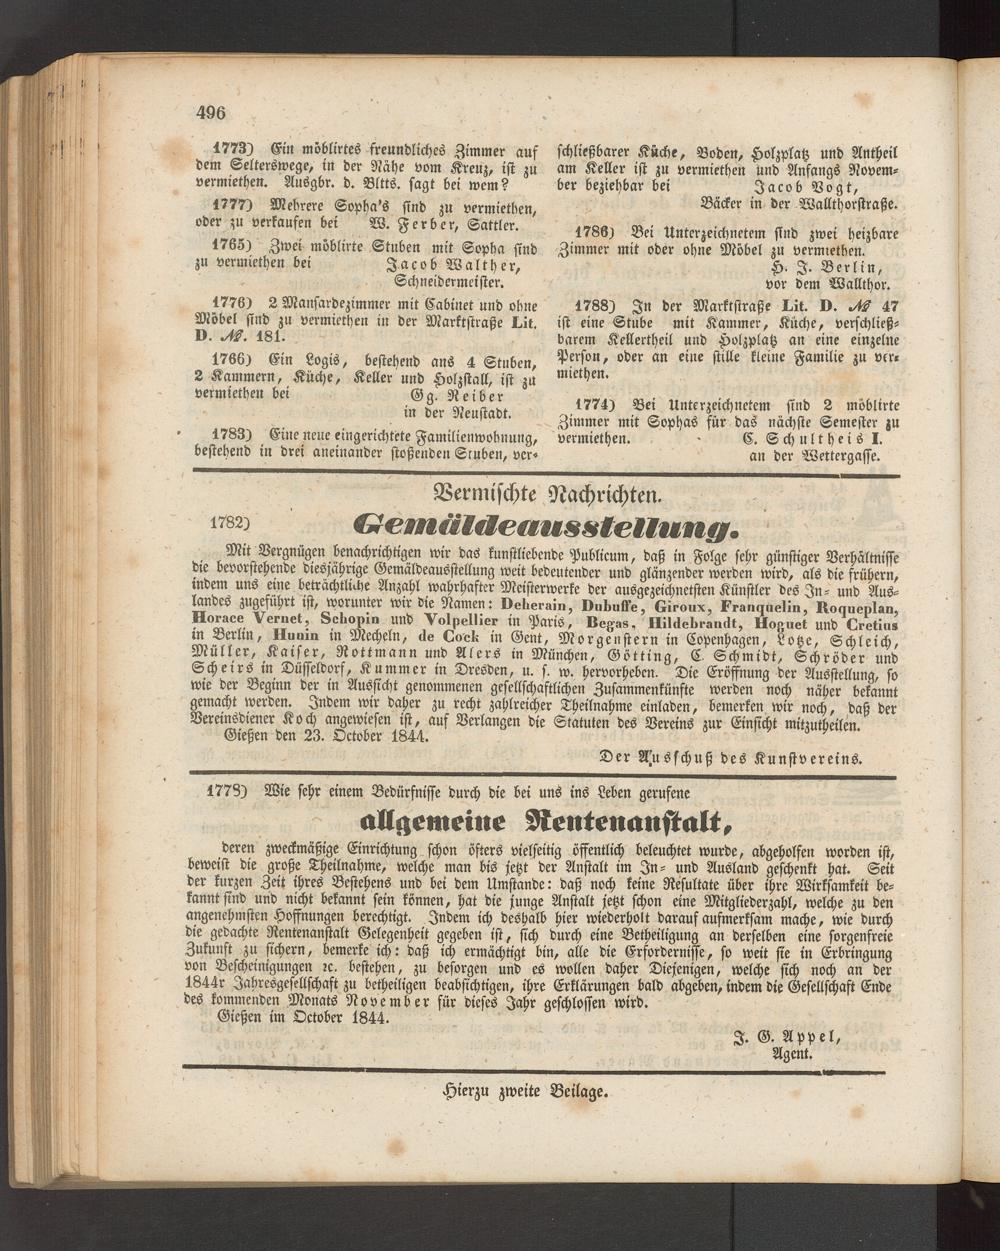 496
1773) Ein möblirtes freundliches Zimmer auf
dem Selterswege, in der Nähe vom Kreuz, ist zu
vermiethen. Ausgbr. d. Bltts. sagt bei wem?
1777) Mehrere Sopha's sind zu vermiethen,
oder zu verkaufen bei W. Ferber, Sattler.
1765) Zwei möblirte Stuben mit Sopha sind
zu vermiethen bei Jacob Walther,
Schneidermeister.
1776) 2 Mansardezimmer mit Cabinet und ohne
Möbel sind zu vermiethen in der Marktstraße Lit.
D. №. 181.
1766) Ein Logis, bestehend ans 4 Stuben,
2 Kammern, Küche, Keller und Holzstall, ist zu
vermiethen bei Gg. Reiber
in der Neustadt.
1783) Eine neue eingerichtete Familienwohnung,
bestehend in drei aneinander stoßenden Stuben, ver-
schließbarer Küche, Boden, Holzplatz und Antheil
am Keller ist zu vermiethen und Anfangs Novem-
ber beziehbar bei Jacob Vogt,
Bäcker in der Wallthorstraße.
1786) Bei Unterzeichnetem sind zwei heizbare
Zimmer mit oder ohne Möbel zu vermiethen.
H. J. Berlin,
vor dem Wallthor.
1788) In der Marktstraße Lit. D. № 47
ist eine Stube mit Kammer, Küche, verschließ-
barem Kellertheil und Holzplatz an eine einzelne
Person, oder an eine stille kleine Familie zu ver-
miethen.
1774) Bei Unterzeichnetem sind 2 möblirte
Zimmer mit Sophas für das nächste Semester zu
vermiethen. C. Schultheis I.
an der Wettergasse.
Vermischte Nachrichten.
1782) Gemäldeausstellung.
Mit Vergnügen benachrichtigen wir das kunstliebende Publicum, daß in Folge sehr günstiger Verhältnisse
die bevorstehende diesjährige Gemäldeausstellung weit bedeutender und glänzender werden wird, als die frühern,
indem uns eine beträchtliche Anzahl wahrhafter Meisterwerke der ausgezeichnetsten Künstler des In- und Aus-
landes zugeführt ist, worunter wir die Namen: Deherain, Dubuffe, Giroux, Franquelin, Roqueplan,
Horace Vernet, Schopin und Volpellier in Paris, Begas, Hildebrandt, Hoguet und Cretius
in Berlin, Hunin in Mecheln, de Cock in Gent, Morgenstern in Copenhagen, Lotze, Schleich,
Müller, Kaiser, Rottmann und Alers in München, Götting, C. Schmidt, Schröder und
Scheirs in Düsseldorf, Kummer in Dresden, u. s. w. hervorheben. Die Eröffnung der Ausstellung, so
wie der Beginn der in Aussicht genommenen gesellschaftlichen Zusammenkünfte werden noch näher bekannt
gemacht werden. Indem wir daher zu recht zahlreicher Theilnahme einladen, bemerken wir noch, daß der
Vereinsdiener Koch angewiesen ist, auf Verlangen die Statuten des Vereins zur Einsicht mitzutheilen.
Gießen den 23. October 1844.
Der Ausschuß des Kunstvereins.
1778) Wie sehr einem Bedürfnisse durch die bei uns ins Leben gerufene
allgemeine Rentenanstalt,
deren zweckmäßige Einrichtung schon öfters vielseitig öffentlich beleuchtet wurde, abgeholfen worden ist,
beweist die große Theilnahme, welche man bis jetzt der Anstalt im In- und Ausland geschenkt hat. Seit
der kurzen Zeit ihres Bestehens und bei dem Umstande: daß noch keine Resultate über ihre Wirksamkeit be-
kannt sind und nicht bekannt sein können, hat die junge Anstalt jetzt schon eine Mitgliederzahl, welche zu den
angenehmsten Hoffnungen berechtigt. Indem ich deshalb hier wiederholt darauf aufmerksam mache, wie durch
die gedachte Rentenanstalt Gelegenheit gegeben ist, sich durch eine Betheiligung an derselben eine sorgenfreie
Zukunft zu sichern, bemerke ich: daß ich ermächtigt bin, alle die Erfordernisse, so weit sie in Erbringung
von Bescheinigungen ꝛc. bestehen, zu besorgen und es wollen daher Diejenigen, welche sich noch an der
1844r Jahresgesellschaft zu betheiligen beabsichtigen, ihre Erklärungen bald abgeben, indem die Gesellschaft Ende
des kommenden Monats November für dieses Jahr geschlossen wird.
Gießen im October 1844.
J. G. Appel,
Agent.
Hierzu zweite Beilage.